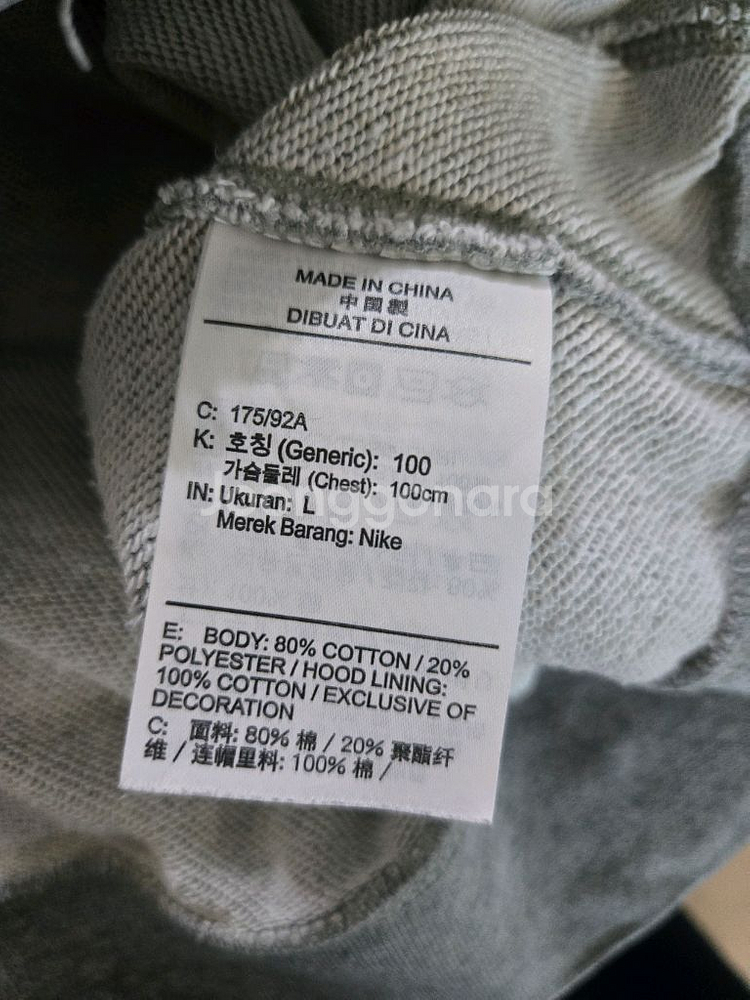 MADE IN CHINA
中國製
DIBUAT DI CINA
C: 175/92A
K: 호칭 (Generic): 100
가슴둘레 (Chest): 100cm
IN: Ukuran: L
Merek Barang: Nike
Joonggonara
E: BODY: 80% COTTON / 20%
POLYESTER / HOOD LINING:
100% COTTON / EXCLUSIVE OF
DECORATION
C: 面料: 80% 棉 / 20% 聚酯纤
维 / 连帽里料: 100% 棉 /